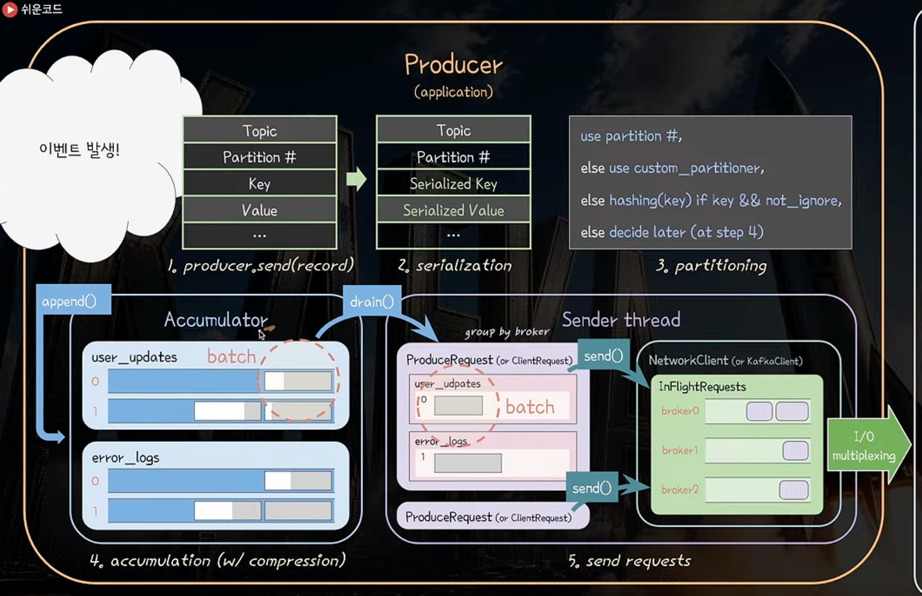 쉬운코드
Producer
(application)
이벤트 발생!
Topic
Partition #
Key
Value
...
1. producer.send(record)
Topic
Partition #
Serialized Key
Serialized Value
...
2. serialization
use partition #,
else use custom_partitioner,
else hashing(key) if key && not_ignore,
else decide later (at step 4)
3. partitioning
append()
Accumulator
user_updates
batch
0
1
error_logs
0
1
4. accumulation (w/ compression)
drain()
group by broker
Sender thread
ProduceRequest (or ClientRequest)
user_udpates
0
batch
error_logs
1
ProduceRequest (or ClientRequest)
send()
send()
NetworkClient (or KafkaClient)
InFlightRequests
broker0
broker1
broker2
I/O
multiplexing
5. send requests